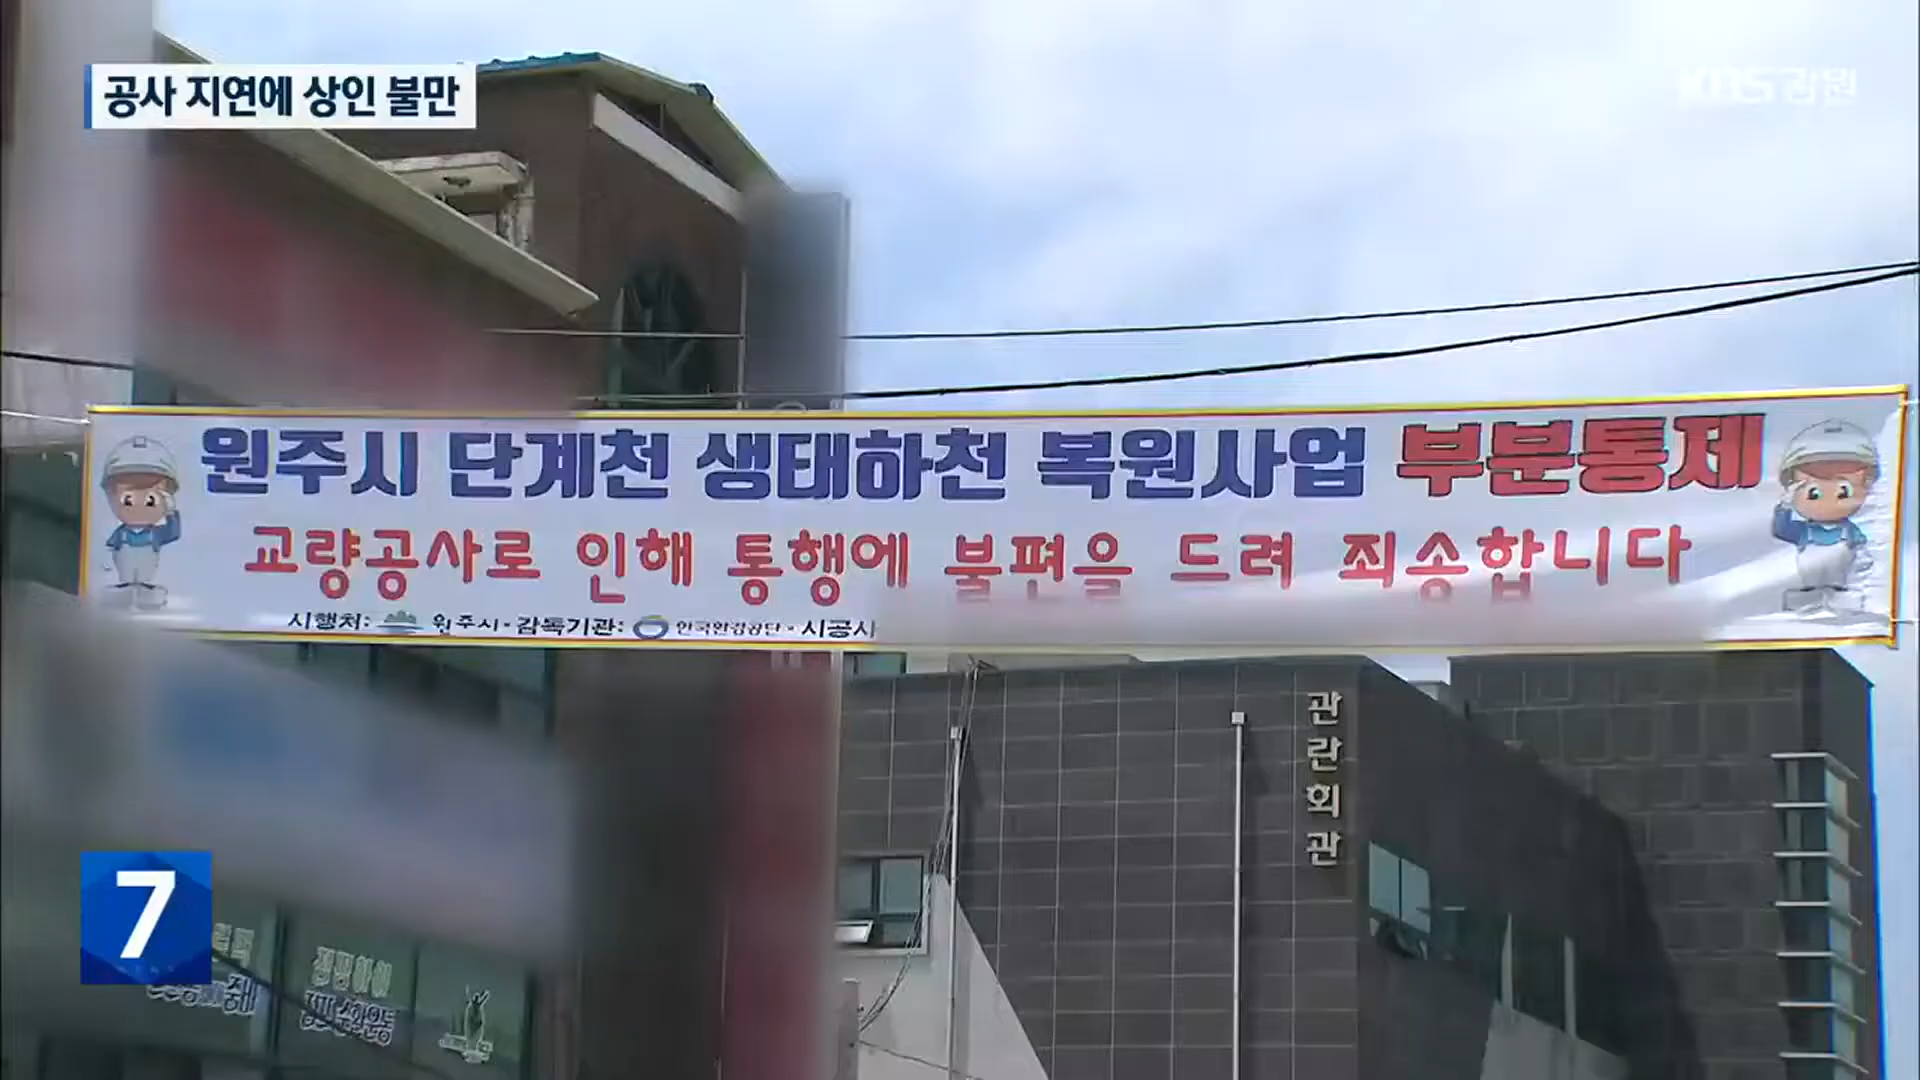 공사 지연에 상인 불만
KBS강원
원주시 단계천 생태하천 복원사업 부분통제
교량공사로 인해 통행에 불편을 드려 죄송합니다
시행처: 원주시 · 감독기관: 한국환경공단 · 시공사
관란회관
7